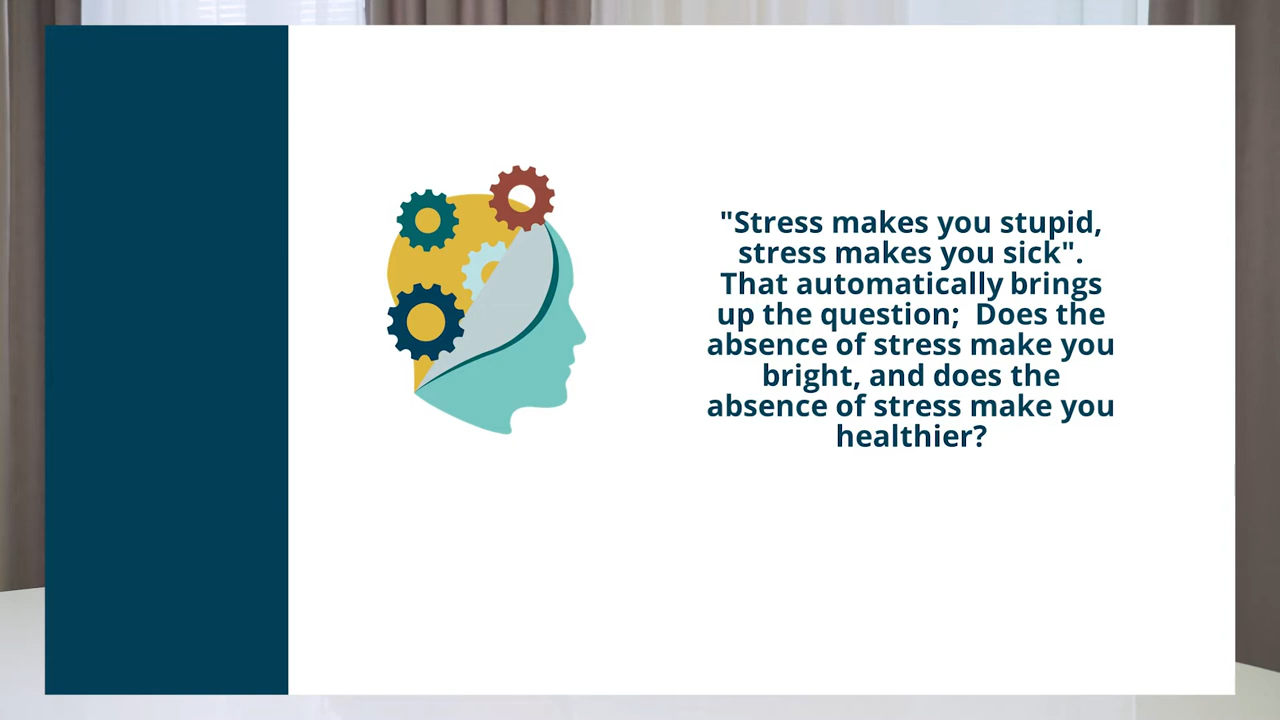 "Stress makes you stupid,
stress makes you sick".
That automatically brings
up the question;  Does the
absence of stress make you
bright, and does the
absence of stress make you
healthier?